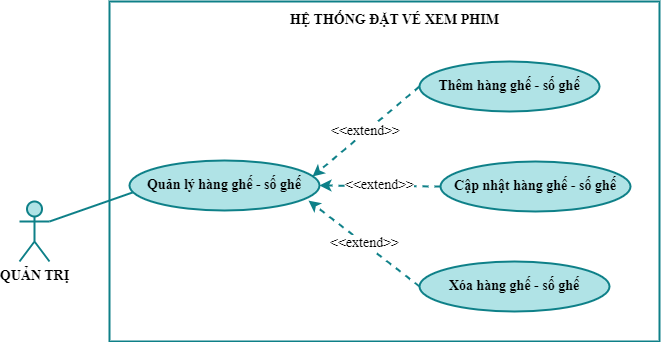 HỆ THỐNG ĐẶT VÉ XEM PHIM
Thêm hàng ghế - số ghế
<<extend>>
Quản lý hàng ghế - số ghế
<<extend>>
Cập nhật hàng ghế - số ghế
<<extend>>
QUẢN TRỊ
Xóa hàng ghế - số ghế